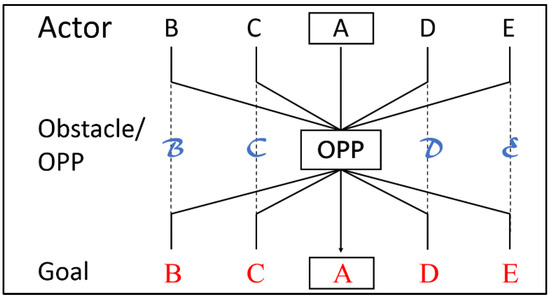 Actor B C A D E
Obstacle/
OPP B C OPP D E
Goal B C A D E